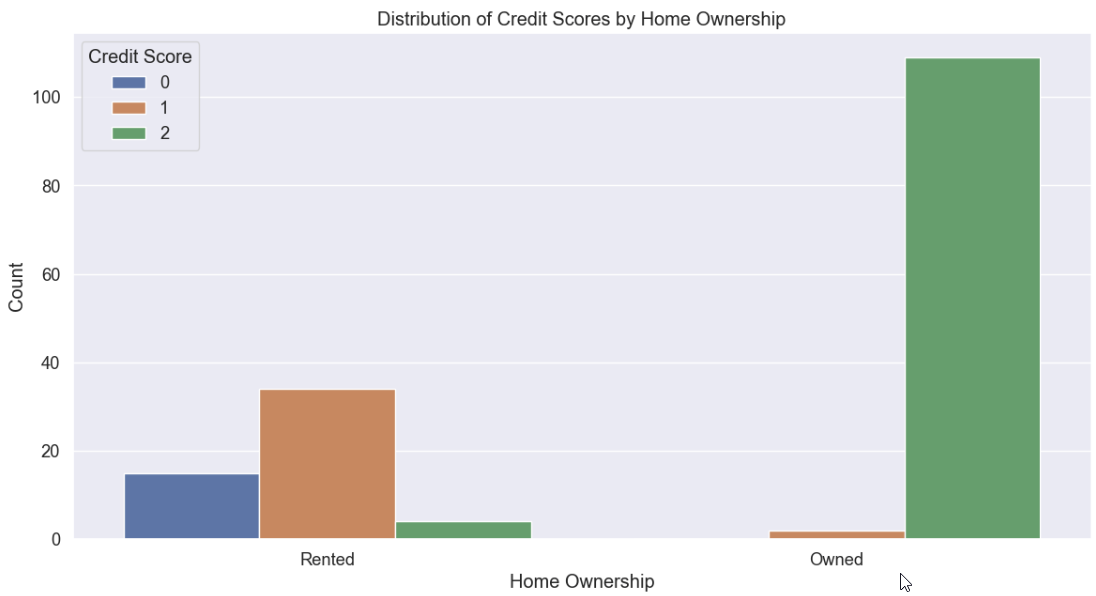 Distribution of Credit Scores by Home Ownership
Credit Score
0
1
2
100
80
60
40
20
0
Count
Rented
Owned
Home Ownership